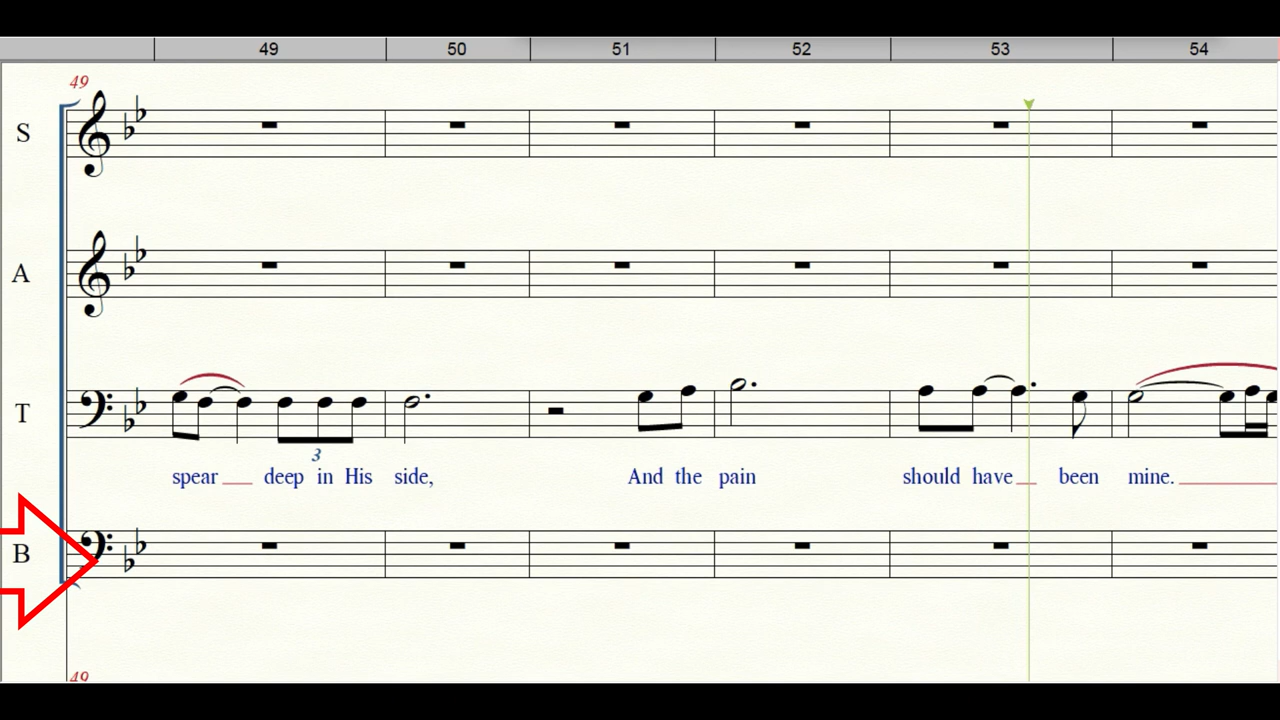 49 50 51 52 53 54
49
S
A
T
3
spear deep in His side, And the pain should have been mine.
B
49